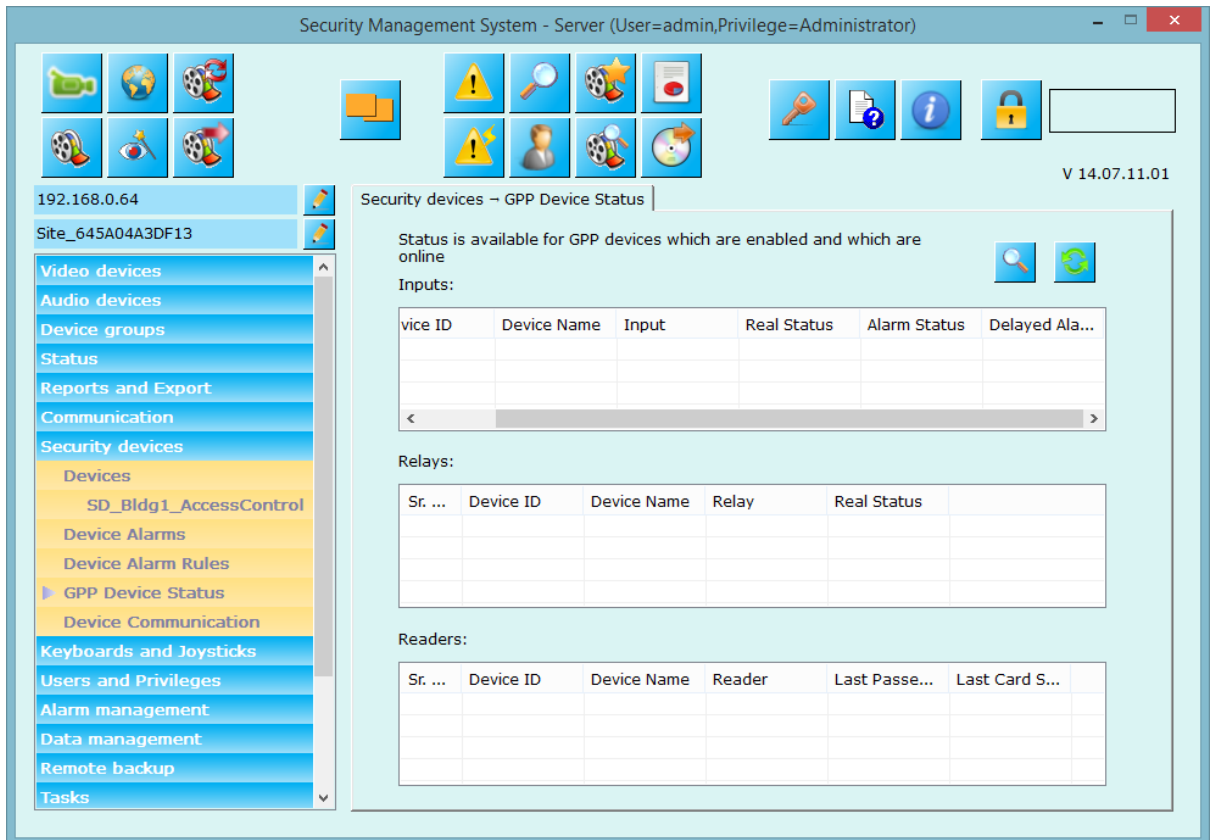 Security Management System - Server (User=admin,Privilege=Administrator)
V 14.07.11.01
192.168.0.64
Site_645A04A3DF13
Video devices
Audio devices
Device groups
Status
Reports and Export
Communication
Security devices
Devices
SD_Bldg1_AccessControl
Device Alarms
Device Alarm Rules
GPP Device Status
Device Communication
Keyboards and Joysticks
Users and Privileges
Alarm management
Data management
Remote backup
Tasks
Security devices → GPP Device Status
Status is available for GPP devices which are enabled and which are
online
Inputs:
vice ID Device Name Input Real Status Alarm Status Delayed Ala...
Relays:
Sr. ... Device ID Device Name Relay Real Status
Readers:
Sr. ... Device ID Device Name Reader Last Passe... Last Card S...